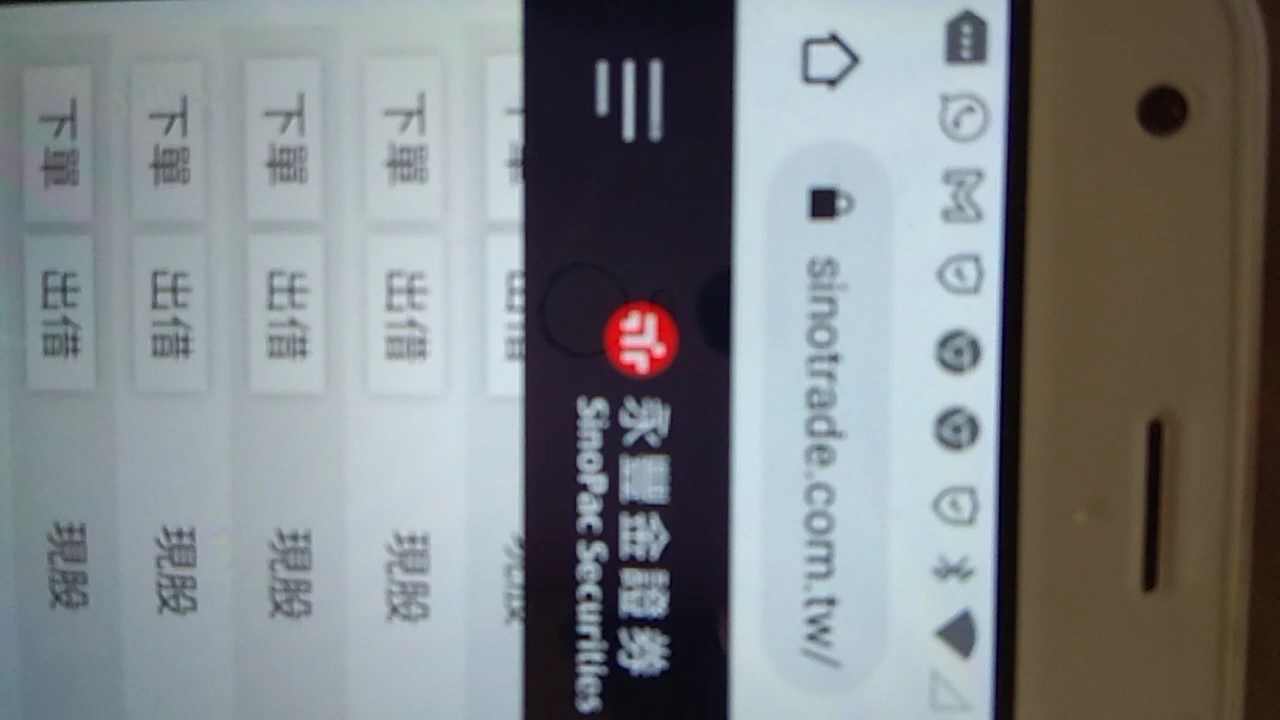 sinotrade.com.tw/
永豐金證券
SinoPac Securities
下單 出借 現股
下單 出借 現股
下單 出借 現股
下單 出借 現股